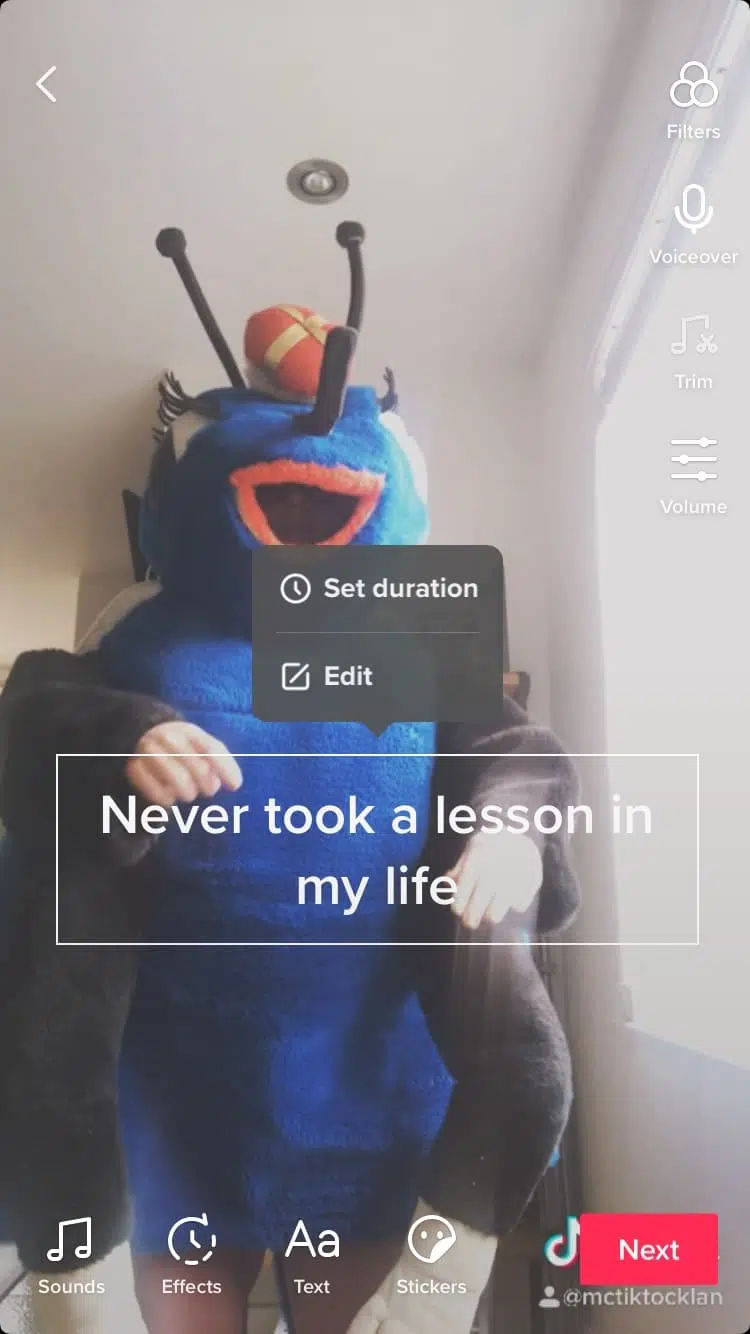 Filters
Voiceover
Trim
Volume
Set duration
Edit
Never took a lesson in
my life
Sounds
Effects
Aa
Text
Stickers
Next
@mctiktocklan